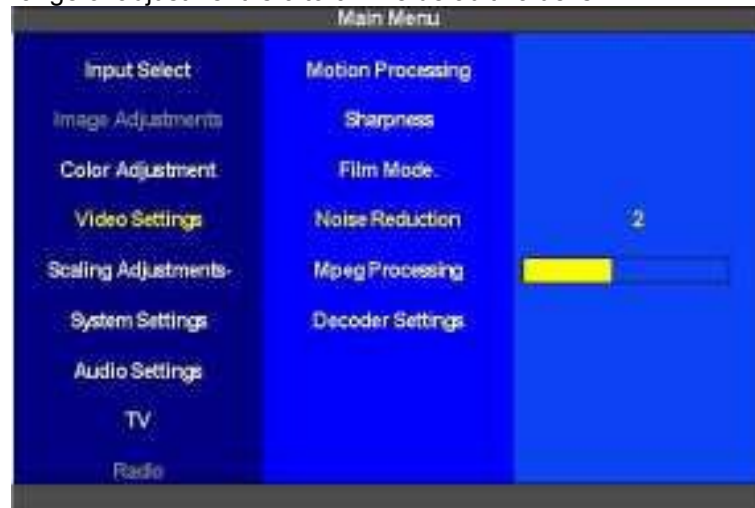 Main Menu
Input Select
Image Adjustments
Color Adjustment
Video Settings
Scaling Adjustments-
System Settings
Audio Settings
TV
Radio
Motion Processing
Sharpness
Film Mode.
Noise Reduction
Mpeg Processing
Decoder Settings
2